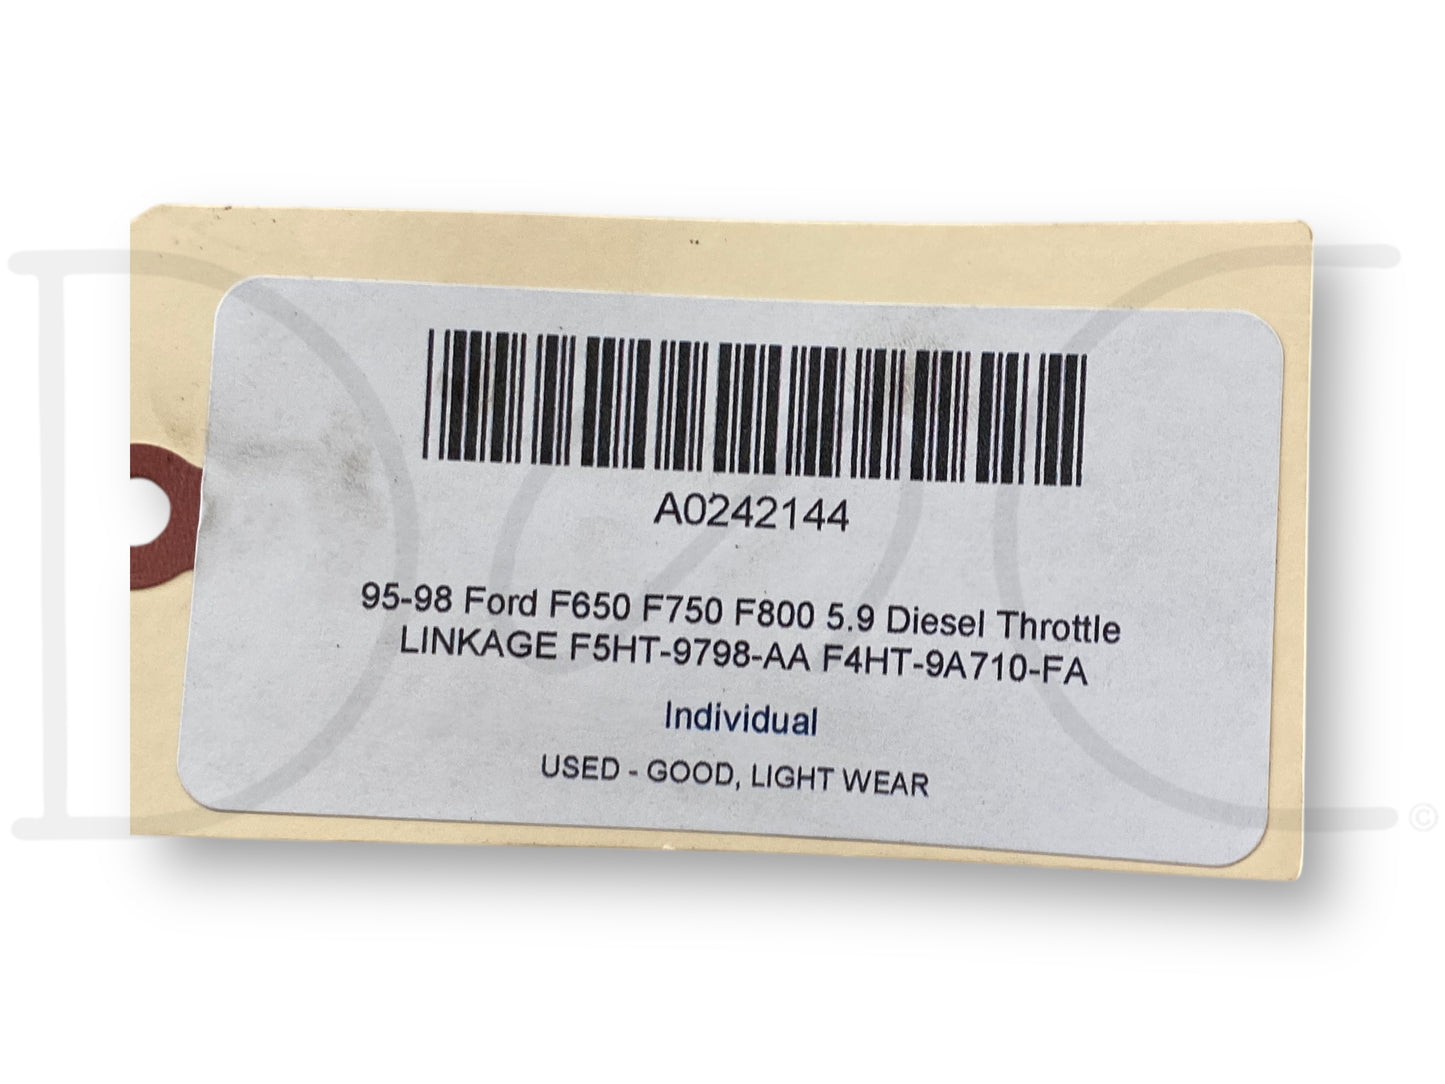 A0242144
95-98 Ford F650 F750 F800 5.9 Diesel Throttle
LINKAGE F5HT-9798-AA F4HT-9A710-FA
Individual
USED - GOOD, LIGHT WEAR
©